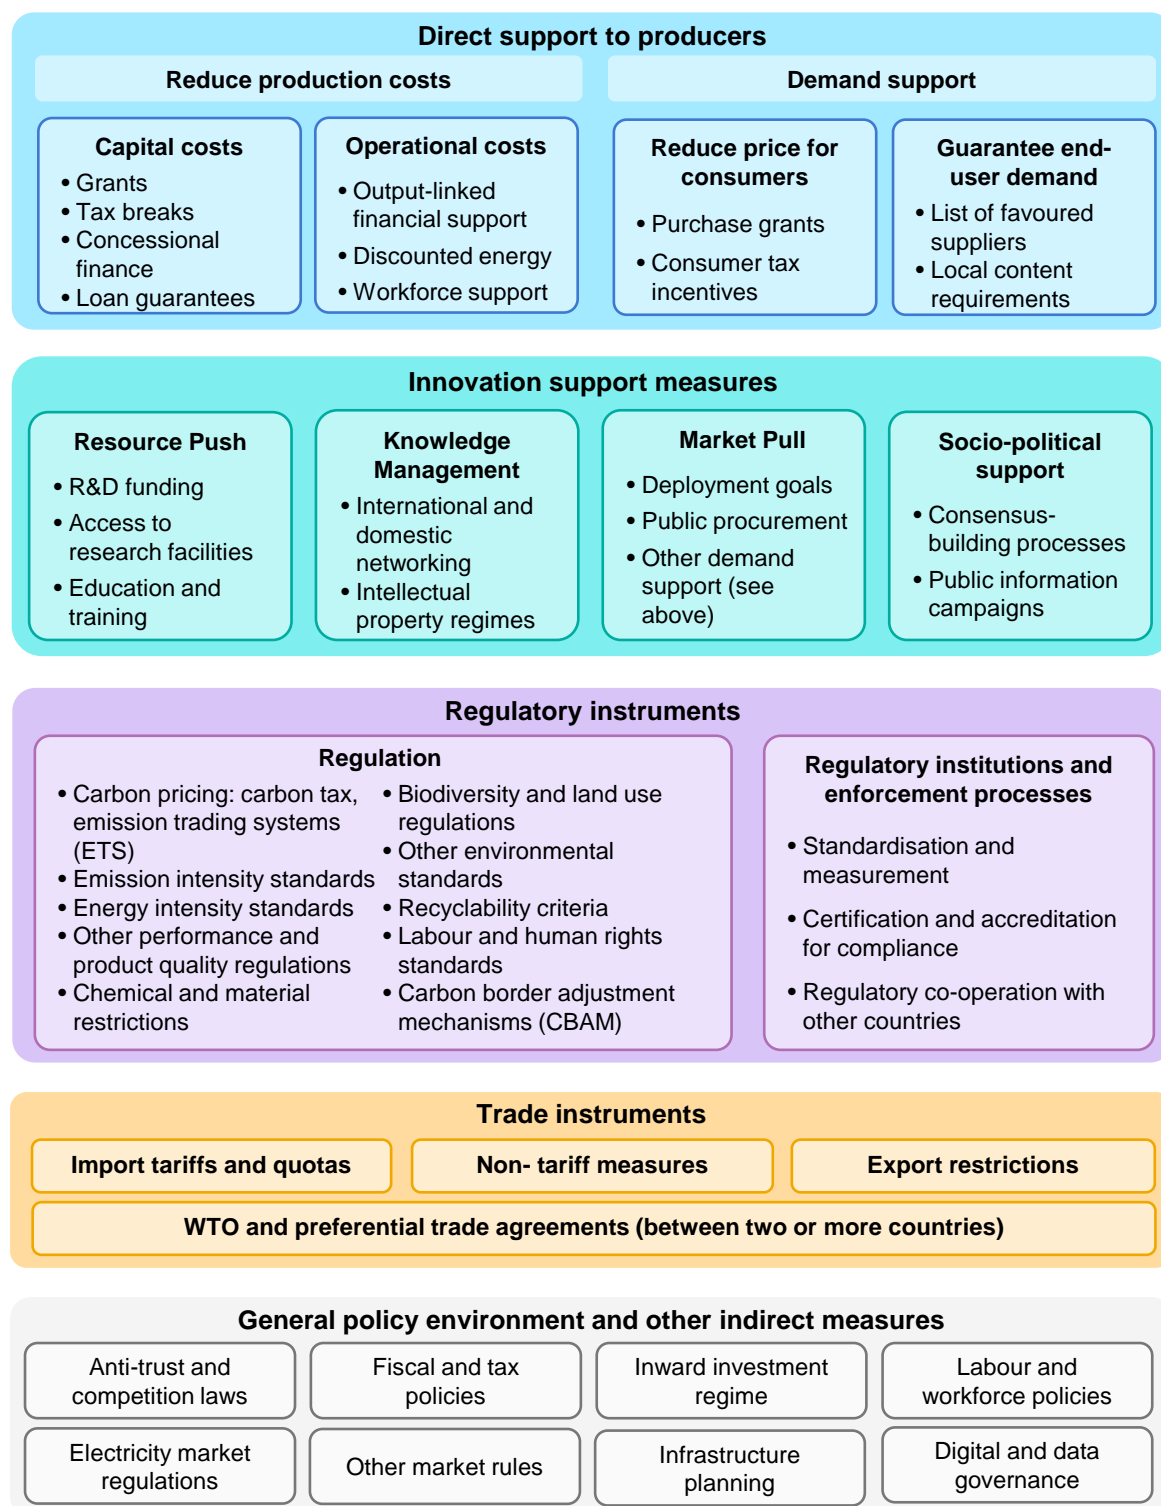 Direct support to producers
Reduce production costs
Demand support
Capital costs
• Grants
• Tax breaks
• Concessional
finance
• Loan guarantees
Operational costs
• Output-linked
financial support
• Discounted energy
• Workforce support
Reduce price for
consumers
• Purchase grants
• Consumer tax
incentives
Guarantee end-
user demand
• List of favoured
suppliers
• Local content
requirements
Innovation support measures
Resource Push
• R&D funding
• Access to
research facilities
• Education and
training
Knowledge
Management
• International and
domestic
networking
• Intellectual
property regimes
Market Pull
• Deployment goals
• Public procurement
• Other demand
support (see
above)
Socio-political
support
• Consensus-
building processes
• Public information
campaigns
Regulatory instruments
Regulation
• Carbon pricing: carbon tax,
emission trading systems
(ETS)
• Emission intensity standards
• Energy intensity standards
• Other performance and
product quality regulations
• Chemical and material
restrictions
• Biodiversity and land use
regulations
• Other environmental
standards
• Recyclability criteria
• Labour and human rights
standards
• Carbon border adjustment
mechanisms (CBAM)
Regulatory institutions and
enforcement processes
• Standardisation and
measurement
• Certification and accreditation
for compliance
• Regulatory co-operation with
other countries
Trade instruments
Import tariffs and quotas
Non- tariff measures
Export restrictions
WTO and preferential trade agreements (between two or more countries)
General policy environment and other indirect measures
Anti-trust and
competition laws
Fiscal and tax
policies
Inward investment
regime
Labour and
workforce policies
Electricity market
regulations
Other market rules
Infrastructure
planning
Digital and data
governance